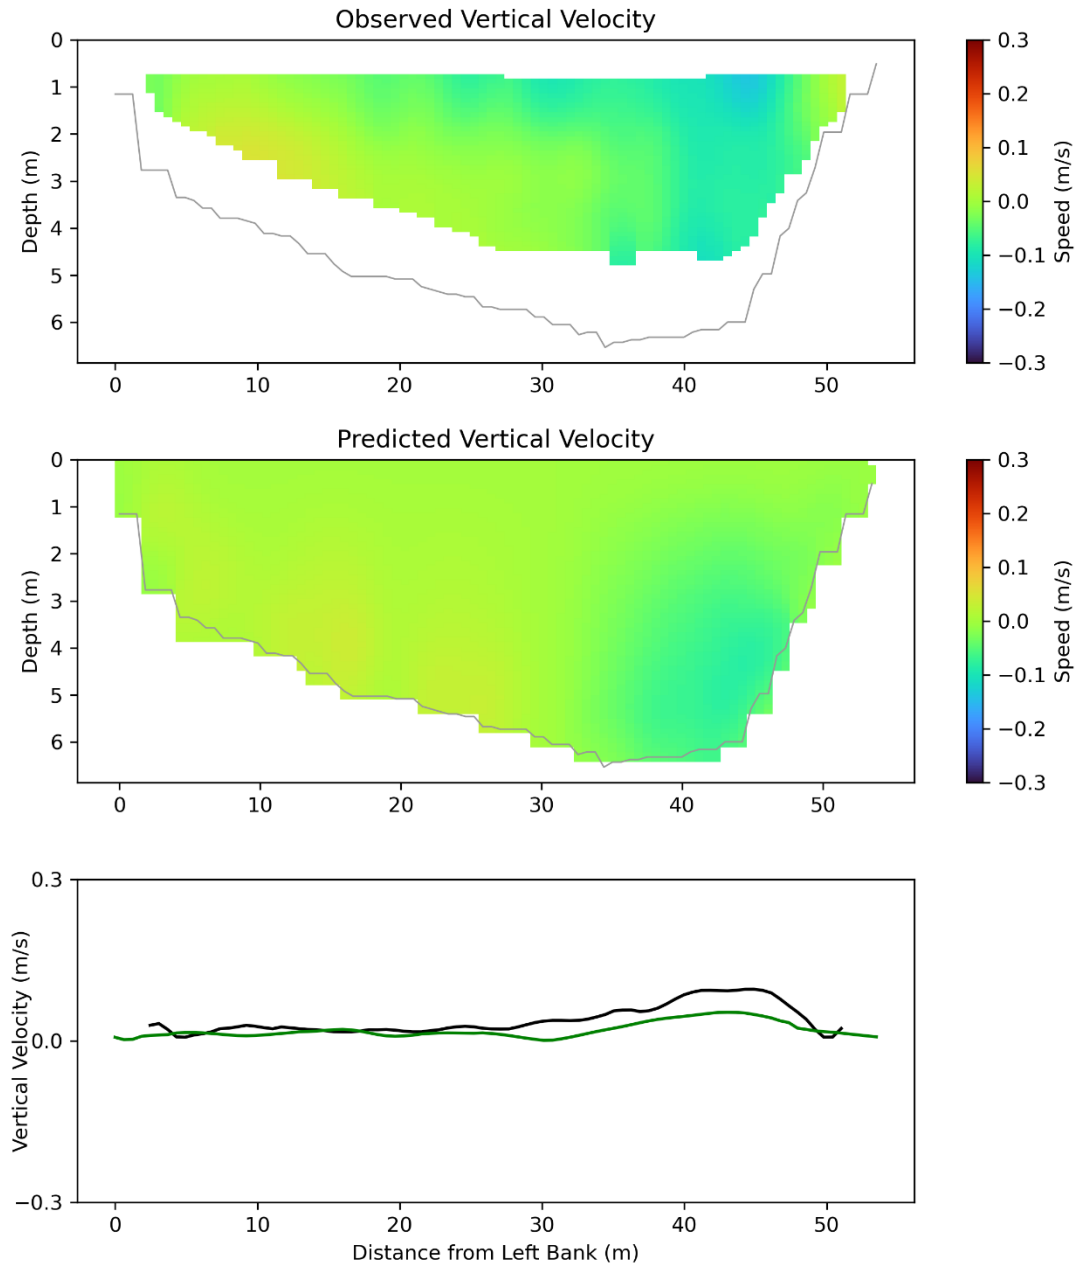 Observed Vertical Velocity
0
1
2
3
4
5
6
Depth (m)
0 10 20 30 40 50
0.3
0.2
0.1
0.0
−0.1
−0.2
−0.3
Speed (m/s)
Predicted Vertical Velocity
0
1
2
3
4
5
6
Depth (m)
0 10 20 30 40 50
0.3
0.2
0.1
0.0
−0.1
−0.2
−0.3
Speed (m/s)
0.3
0.0
−0.3
Vertical Velocity (m/s)
0 10 20 30 40 50
Distance from Left Bank (m)